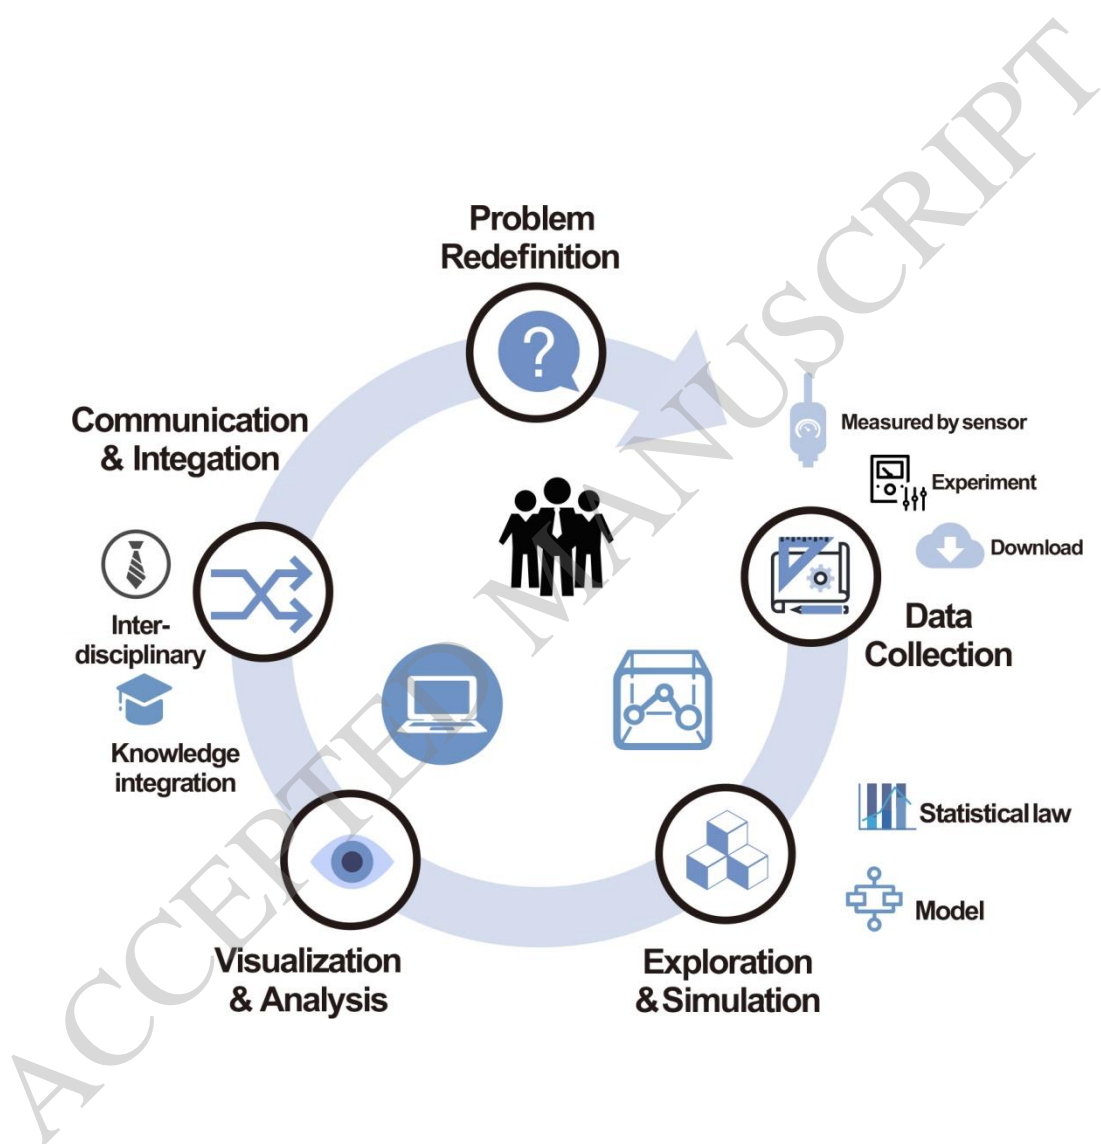 Problem
Redefinition
Measured by sensor
Experiment
Download
Data
Collection
Statistical law
Model
Exploration
& Simulation
Visualization
& Analysis
Communication
& Integation
Inter-
disciplinary
Knowledge
integration
?
ACCEPTED MANUSCRIPT